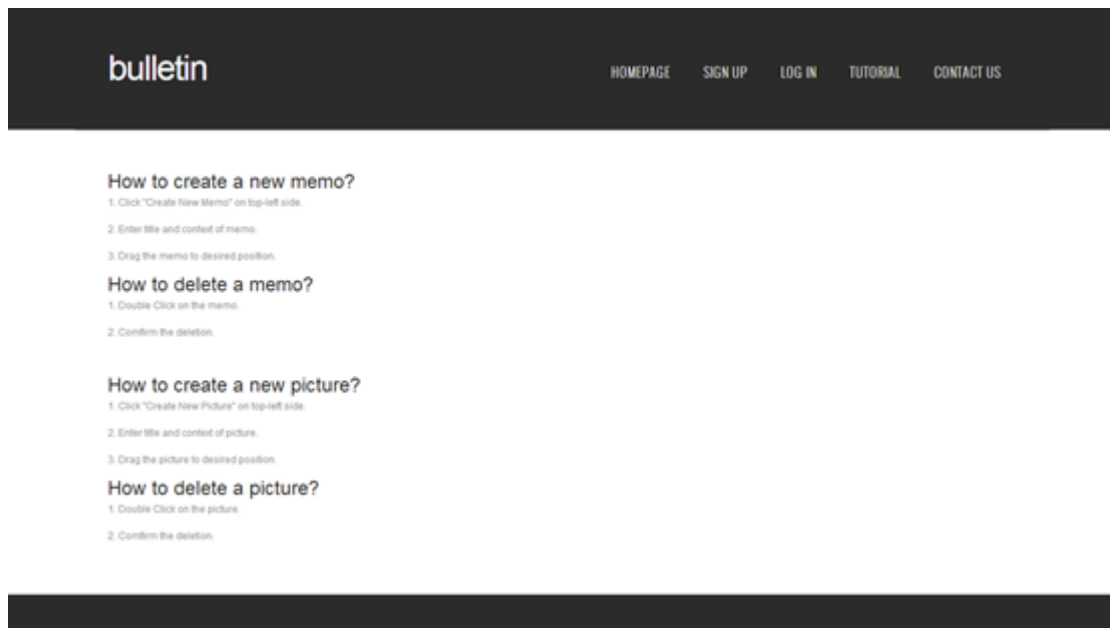 bulletin
HOMEPAGE SIGN UP LOG IN TUTORIAL CONTACT US
How to create a new memo?
1. Click "Create New Memo" on top-left side.
2. Enter title and context of memo.
3. Drag the memo to desired position.
How to delete a memo?
1. Double Click on the memo.
2. Comfirm the deletion.
How to create a new picture?
1. Click "Create New Picture" on top-left side.
2. Enter title and context of picture.
3. Drag the picture to desired position.
How to delete a picture?
1. Double Click on the picture.
2. Comfirm the deletion.